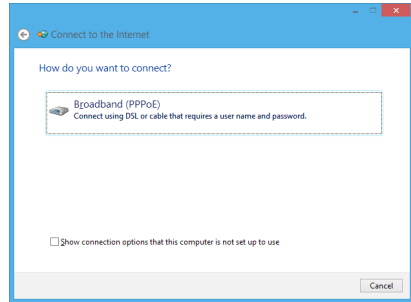 Connect to the Internet
How do you want to connect?
Broadband (PPPoE)
Connect using DSL or cable that requires a user name and password.
Show connection options that this computer is not set up to use
Cancel